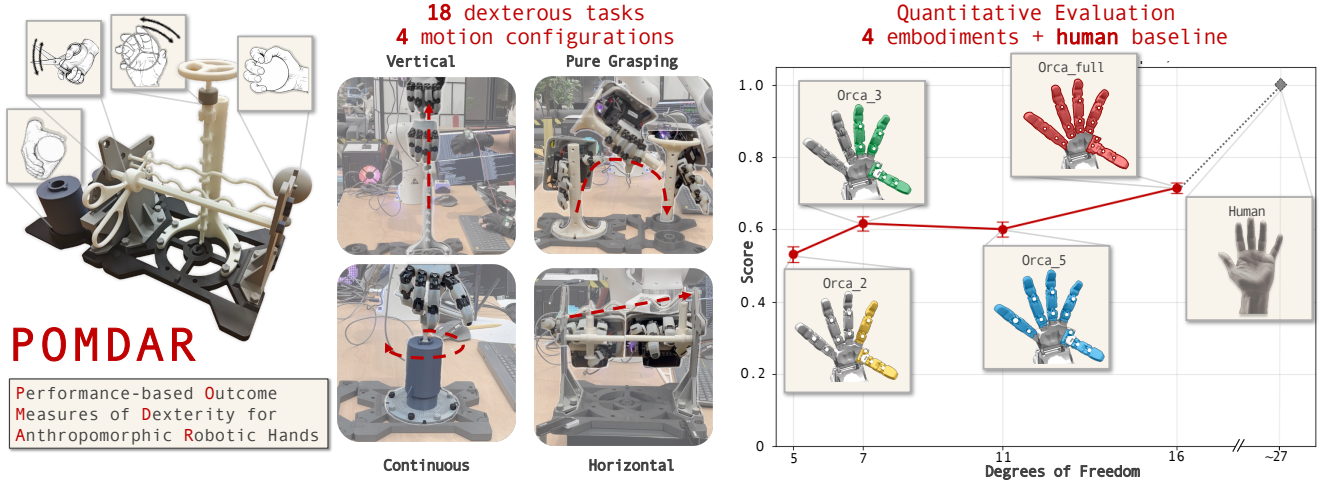 POMDAR
Performance-based Outcome
Measures of Dexterity for
Anthropomorphic Robotic Hands
18 dexterous tasks
4 motion configurations
Vertical
Pure Grasping
Continuous
Horizontal
Quantitative Evaluation
4 embodiments + human baseline
Score
1.0
0.8
0.6
0.4
0.2
0
Orca_3
Orca_full
Orca_2
Orca_5
Human
5
7
11
16
~27
Degrees of Freedom